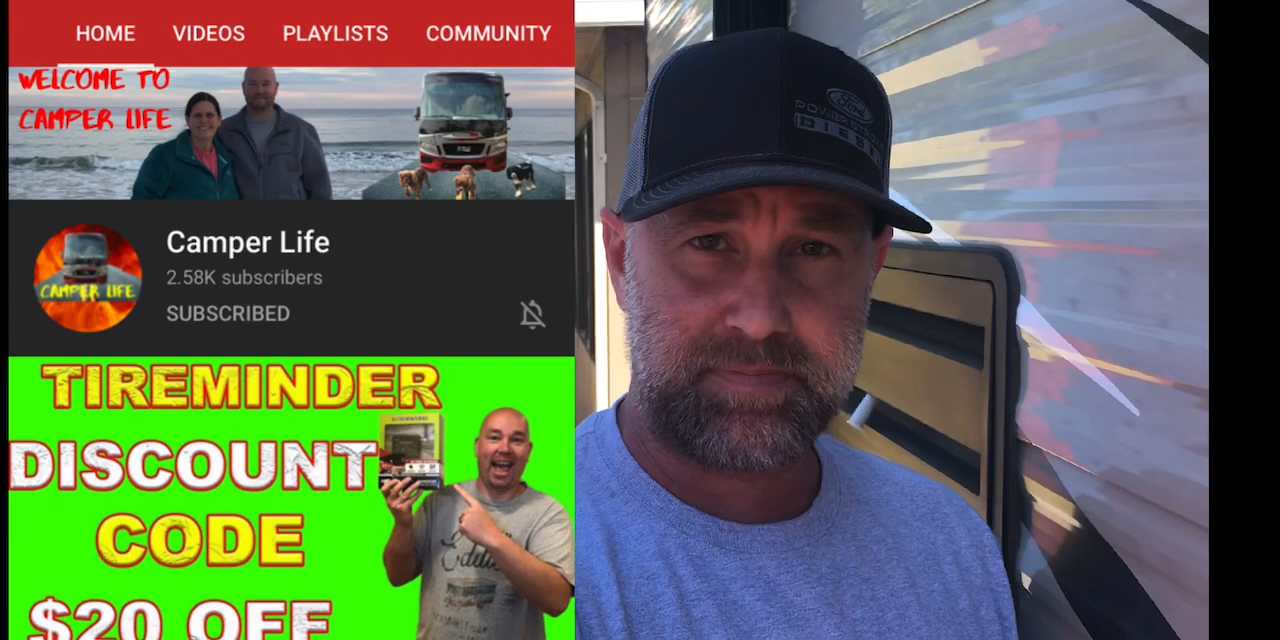 HOME VIDEOS PLAYLISTS COMMUNITY
WELCOME TO
CAMPER LIFE
Camper Life
2.58K subscribers
SUBSCRIBED
CAMPER LIFE
TIREMINDER
DISCOUNT
CODE
$20 OFF
Ford
POWER
DIESEL